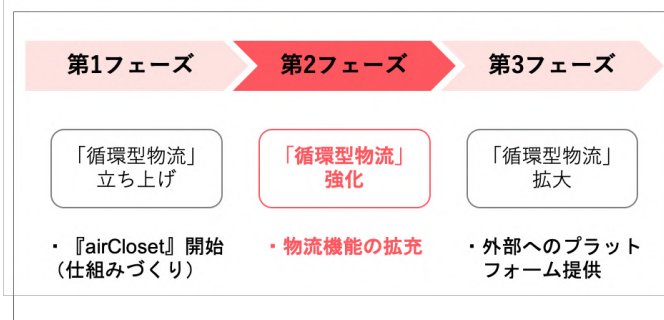 第1フェーズ
第2フェーズ
第3フェーズ
「循環型物流」
立ち上げ
「循環型物流」
強化
「循環型物流」
拡大
・『airCloset』開始
（仕組みづくり）
・物流機能の拡充
・外部へのプラット
フォーム提供